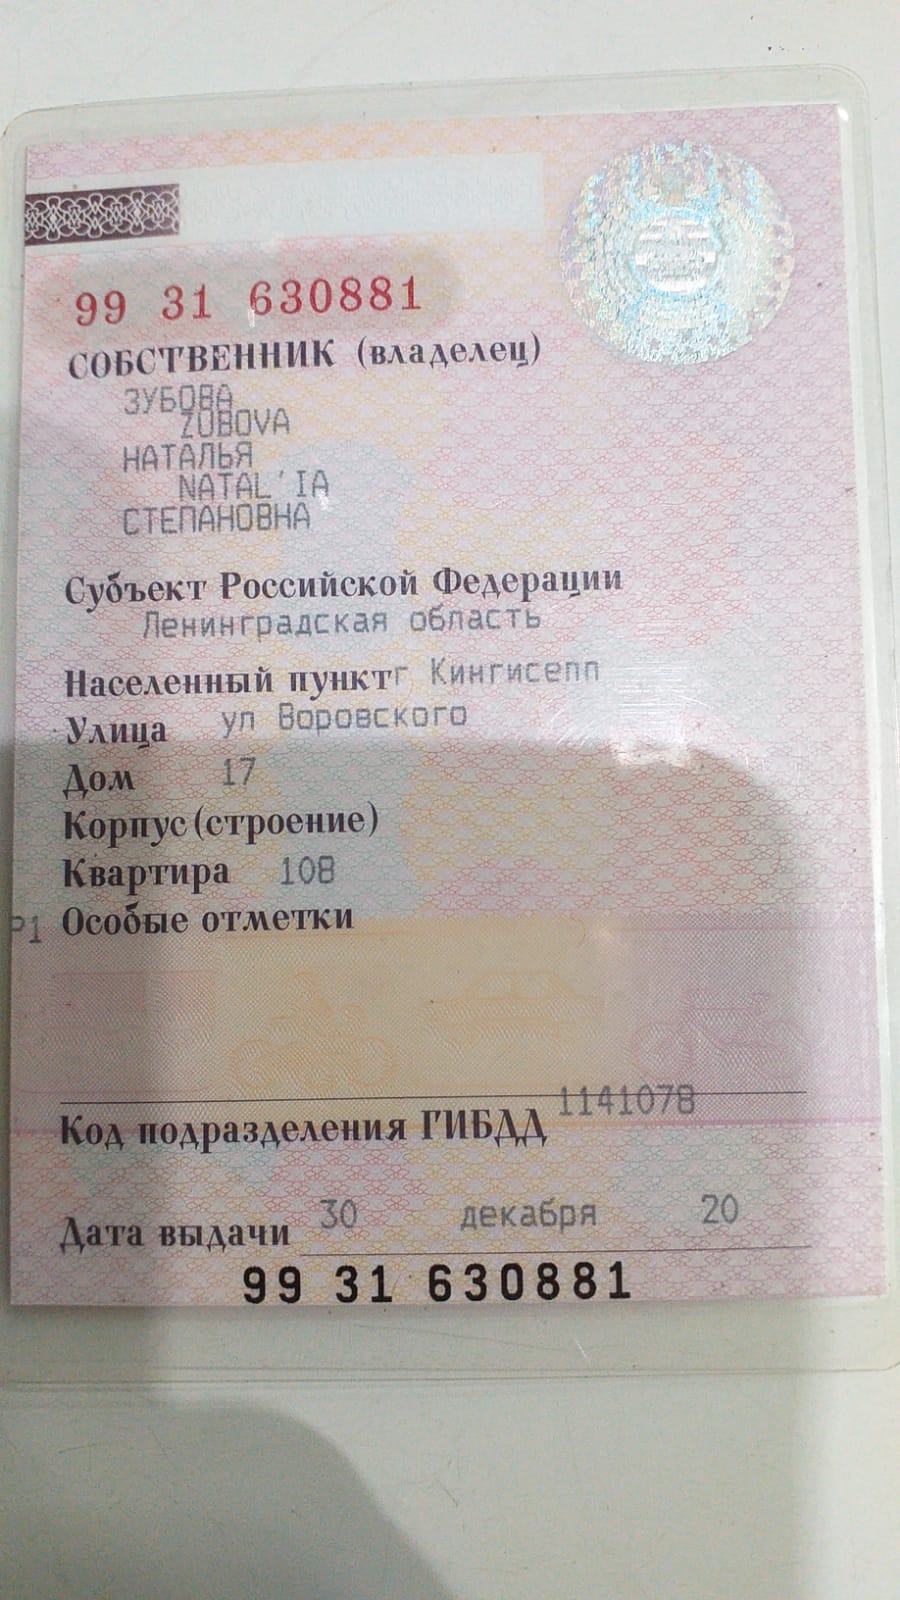 99 31 630881
СОБСТВЕННИК (владелец)
ЗУБОВА
ZUBOVA
НАТАЛЬЯ
NATAL'IA
СТЕПАНОВНА
Субъект Российской Федерации
Ленинградская область
Населенный пункт г Кингисепп
Улица ул Воровского
Дом 17
Корпус (строение)
Квартира 108
P1 Особые отметки
1141078
Код подразделения ГИБДД
Дата выдачи 30 декабря 20
99 31 630881